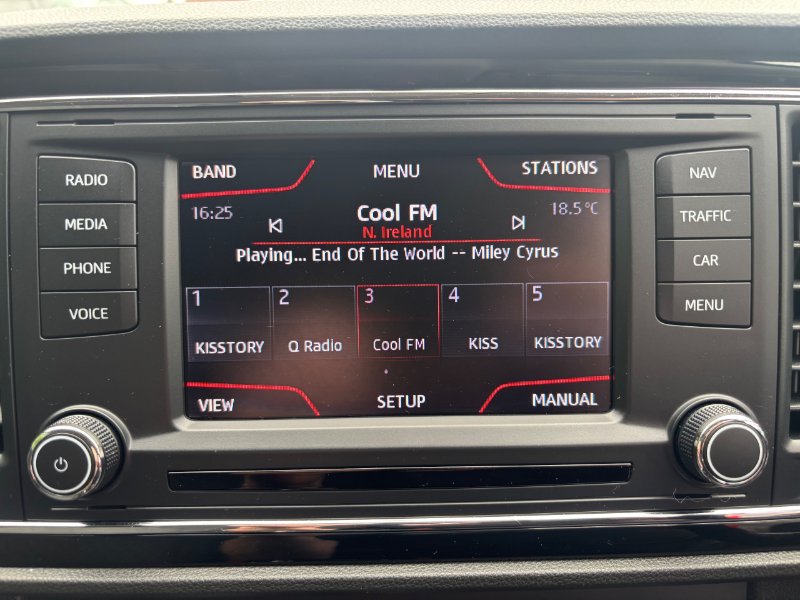 RADIO
MEDIA
PHONE
VOICE
BAND MENU STATIONS
16:25 Cool FM 18.5°C
N. Ireland
Playing... End Of The World -- Miley Cyrus
1 2 3 4 5
KISSTORY Q Radio Cool FM KISS KISSTORY
VIEW SETUP MANUAL
NAV
TRAFFIC
CAR
MENU